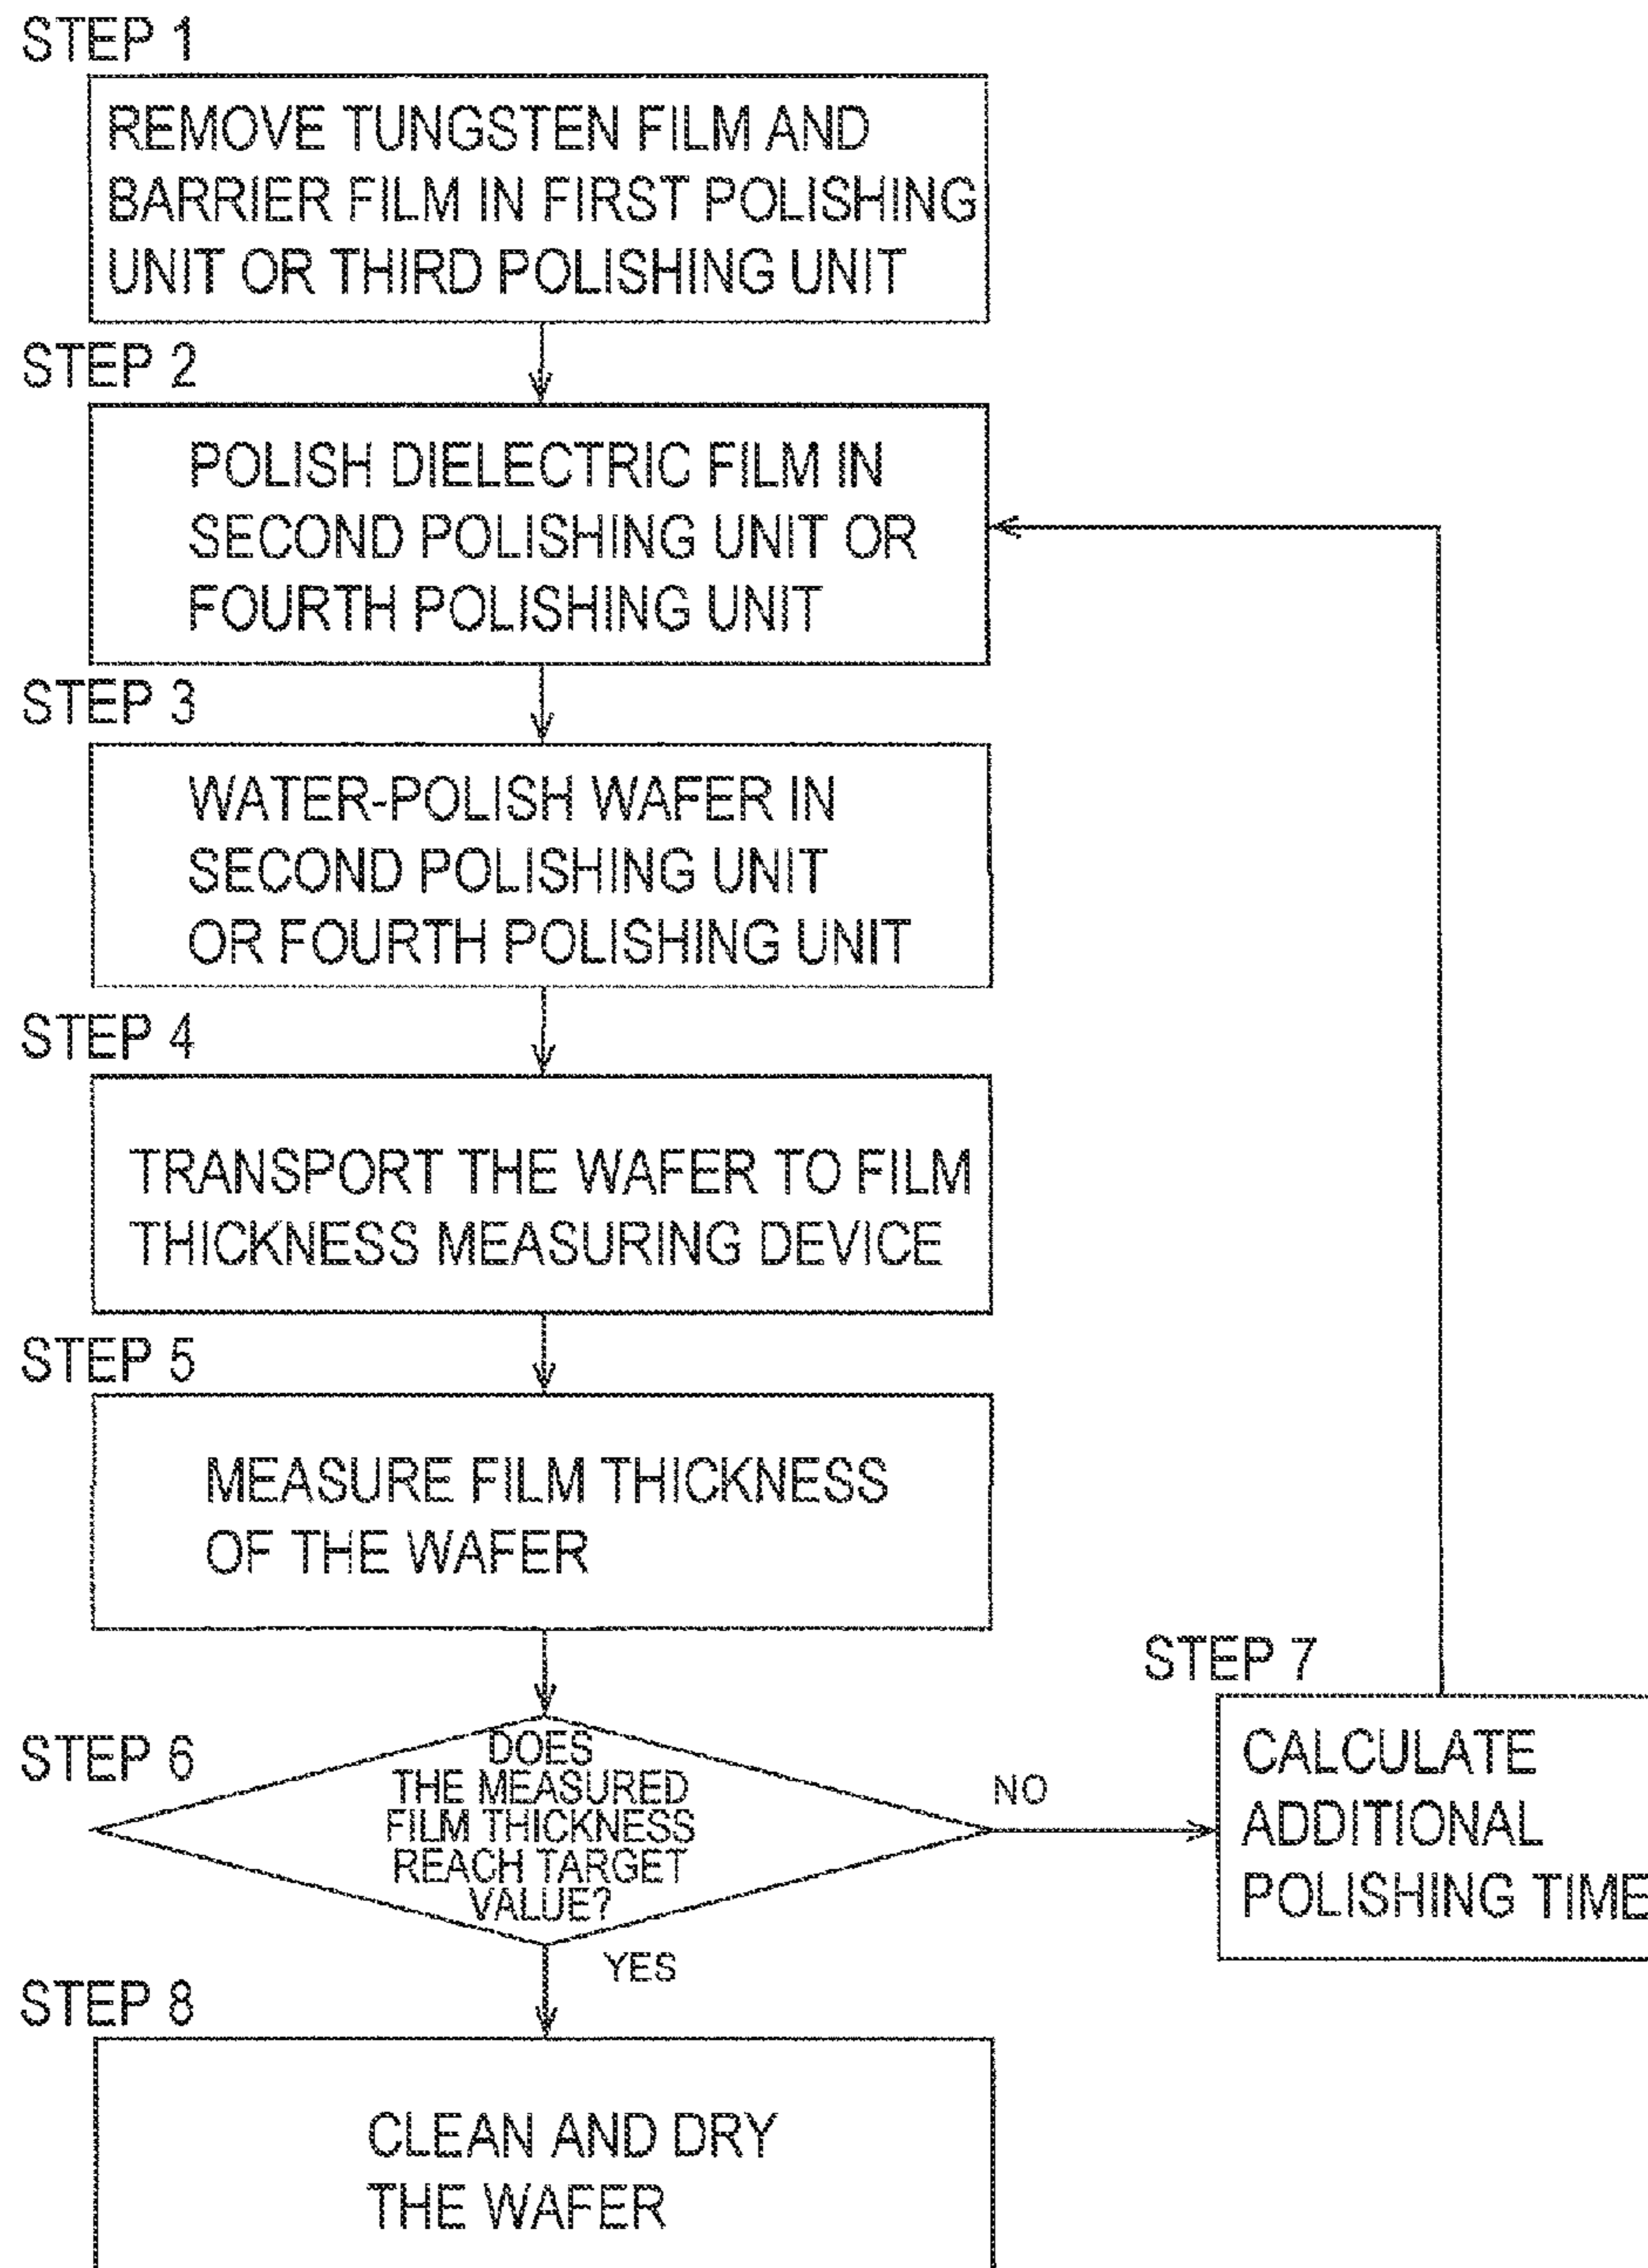 STEP 1
REMOVE TUNGSTEN FILM AND
BARRIER FILM IN FIRST POLISHING
UNIT OR THIRD POLISHING UNIT
STEP 2
POLISH DIELECTRIC FILM IN
SECOND POLISHING UNIT OR
FOURTH POLISHING UNIT
STEP 3
WATER-POLISH WAFER IN
SECOND POLISHING UNIT
OR FOURTH POLISHING UNIT
STEP 4
TRANSPORT THE WAFER TO FILM
THICKNESS MEASURING DEVICE
STEP 5
MEASURE FILM THICKNESS
OF THE WAFER
STEP 6
DOES
THE MEASURED
FILM THICKNESS
REACH TARGET
VALUE?
NO
STEP 7
CALCULATE
ADDITIONAL
POLISHING TIME
YES
STEP 8
CLEAN AND DRY
THE WAFER